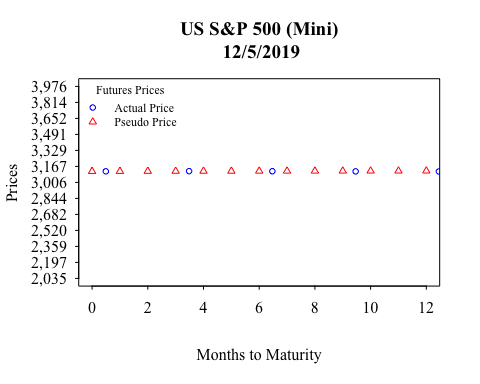 US S&P 500 (Mini)
12/5/2019
Futures Prices
Actual Price
Pseudo Price
Prices
3,976
3,814
3,652
3,491
3,329
3,167
3,006
2,844
2,682
2,520
2,359
2,197
2,035
0 2 4 6 8 10 12
Months to Maturity